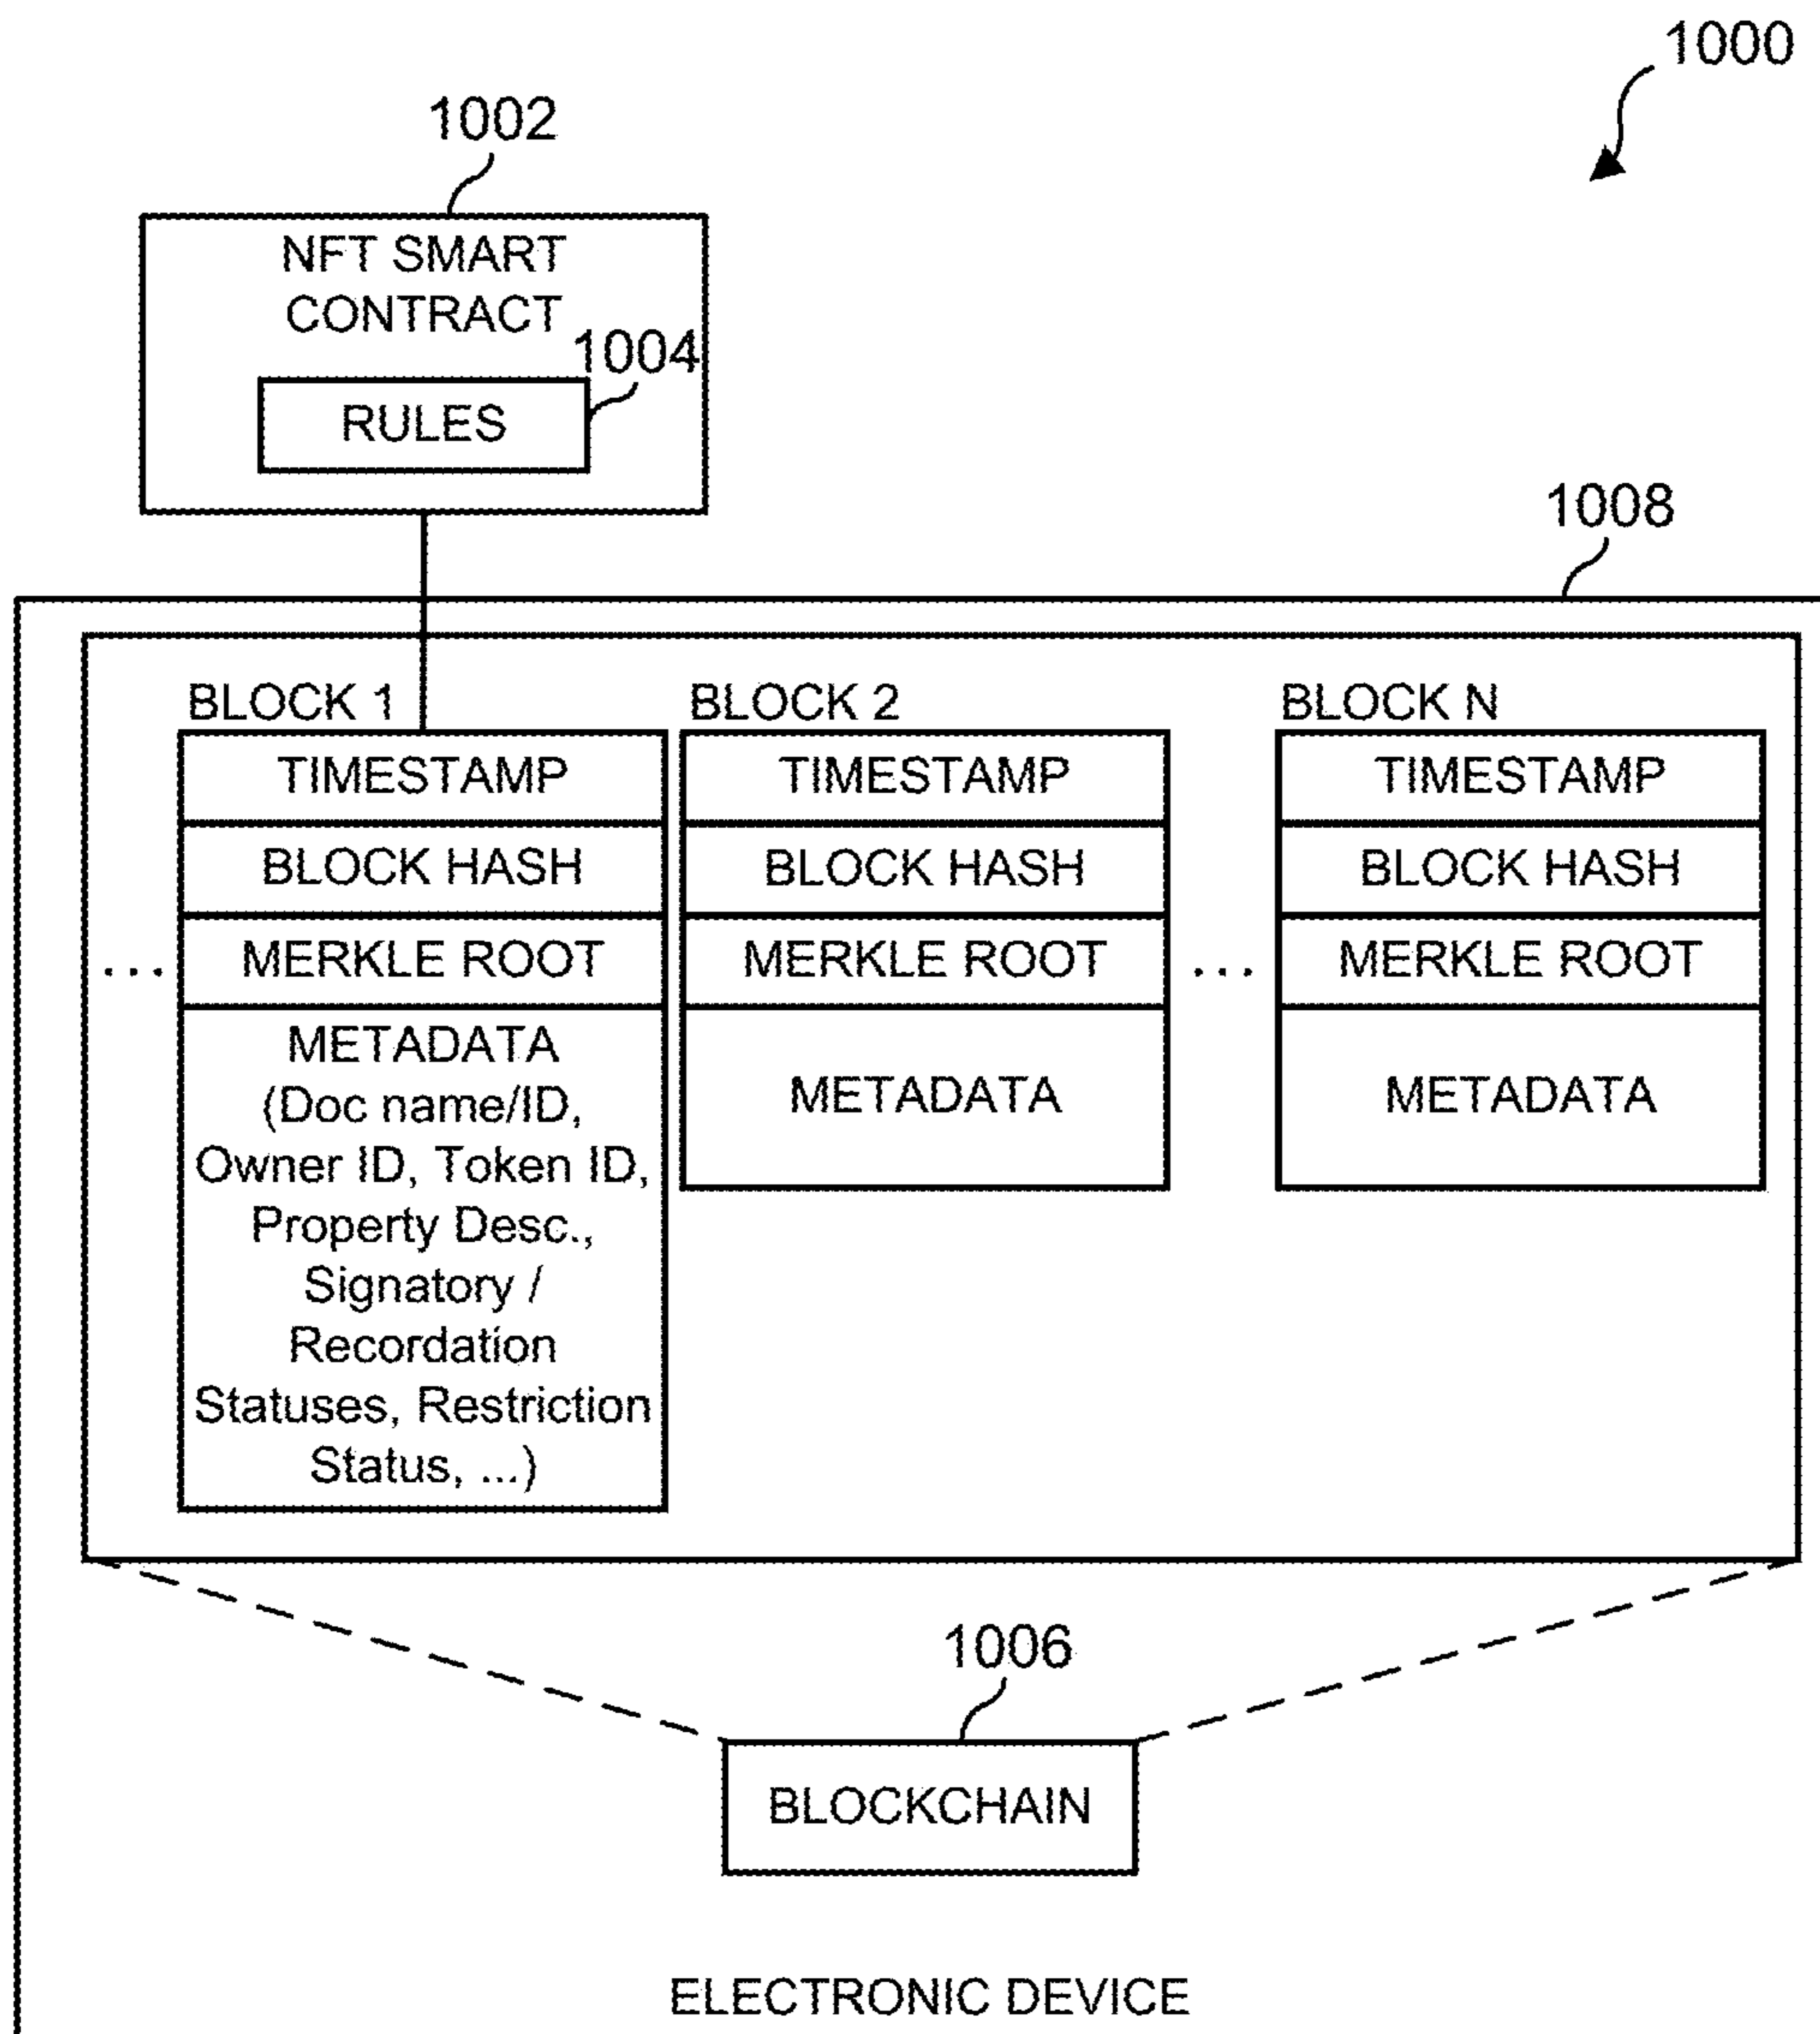 1000
1002
NFT SMART
CONTRACT
1004
RULES
1008
BLOCK 1
TIMESTAMP
BLOCK HASH
...
MERKLE ROOT
METADATA
(Doc name/ID,
Owner ID, Token ID,
Property Desc.,
Signatory /
Recordation
Statuses, Restriction
Status, ...)
BLOCK 2
TIMESTAMP
BLOCK HASH
MERKLE ROOT
METADATA
...
BLOCK N
TIMESTAMP
BLOCK HASH
MERKLE ROOT
METADATA
1006
BLOCKCHAIN
ELECTRONIC DEVICE